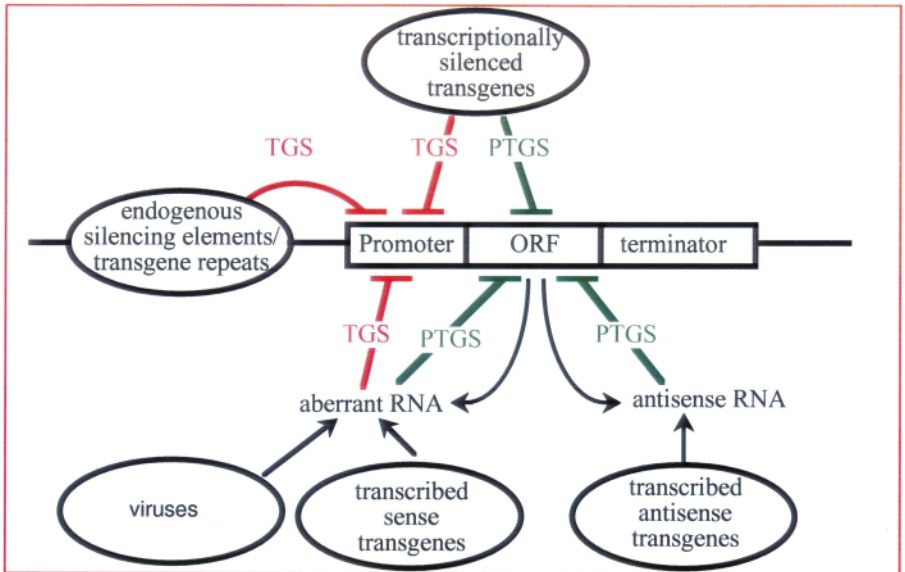 transcriptionally
silenced
transgenes
TGS
TGS
PTGS
endogenous
silencing elements/
transgene repeats
Promoter
ORF
terminator
TGS
PTGS
PTGS
aberrant RNA
antisense RNA
viruses
transcribed
sense
transgenes
transcribed
antisense
transgenes